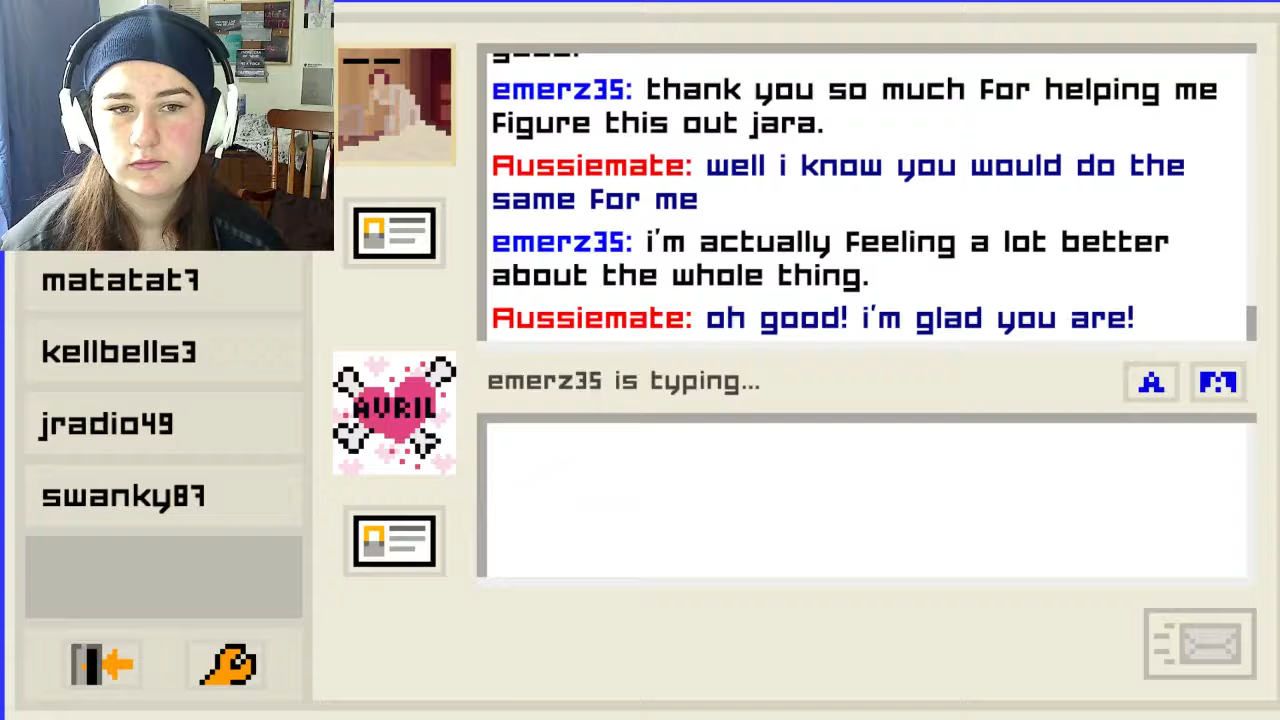 good!
emerz35: thank you so much for helping me
figure this out jara.
Aussiemate: well i know you would do the
same for me
emerz35: i'm actually feeling a lot better
about the whole thing.
Aussiemate: oh good! i'm glad you are!
matatat7
kellbells3
jradio49
swanky87
emerz35 is typing...
A
AVRIL